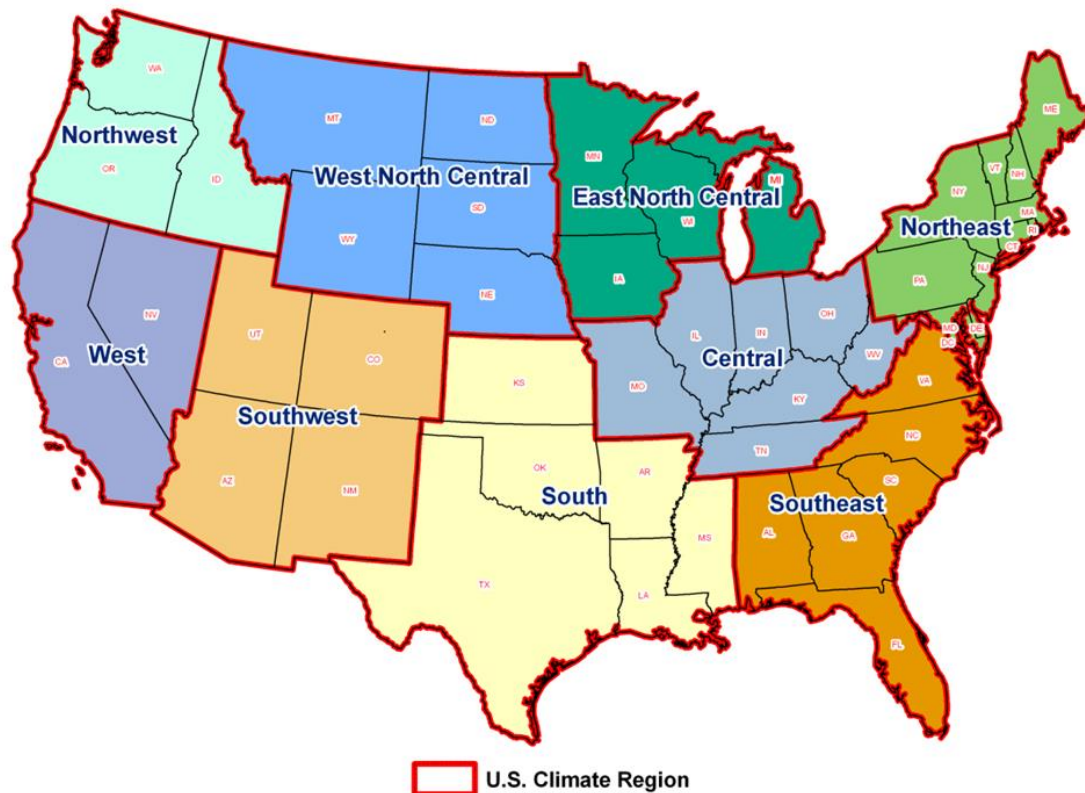 WA
Northwest
OR
ID
MT
ND
West North Central
SD
WY
NE
MN
WI
MI
East North Central
IA
ME
VT
NH
NY
MA
RI
CT
Northeast
PA
NJ
MD
DE
DC
NV
CA
West
UT
CO
Southwest
AZ
NM
KS
OK
AR
South
TX
LA
MS
IL
IN
OH
Central
WV
MO
KY
TN
VA
NC
SC
Southeast
AL
GA
FL
U.S. Climate Region